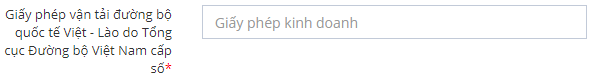 Giấy phép vận tải đường bộ
quốc tế Việt - Lào do Tổng
cục Đường bộ Việt Nam cấp
số*
Giấy phép kinh doanh